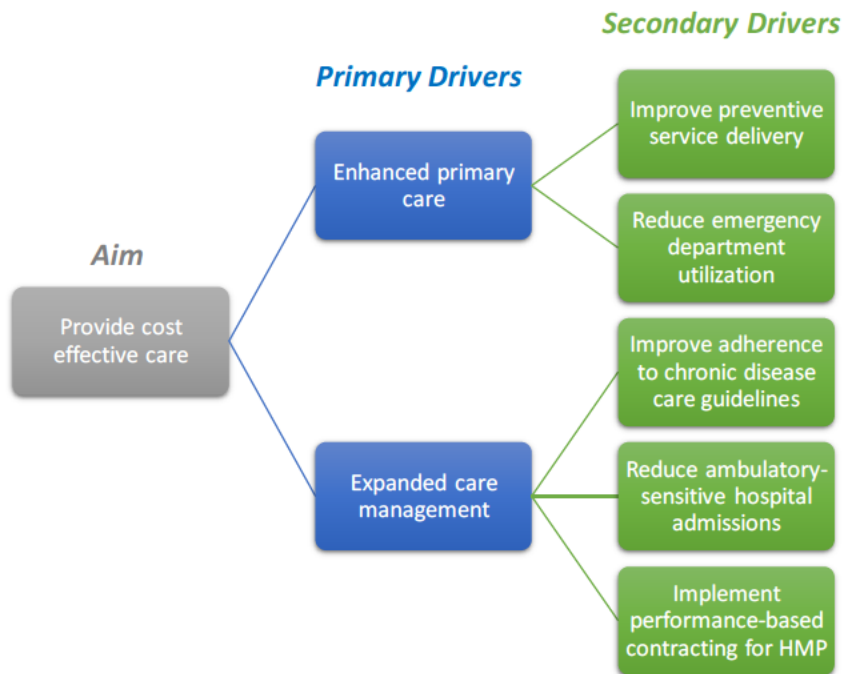 Secondary Drivers
Primary Drivers
Improve preventive
service delivery
Enhanced primary
care
Reduce emergency
department
utilization
Aim
Provide cost
effective care
Improve adherence
to chronic disease
care guidelines
Expanded care
management
Reduce ambulatory-
sensitive hospital
admissions
Implement
performance-based
contracting for HMP